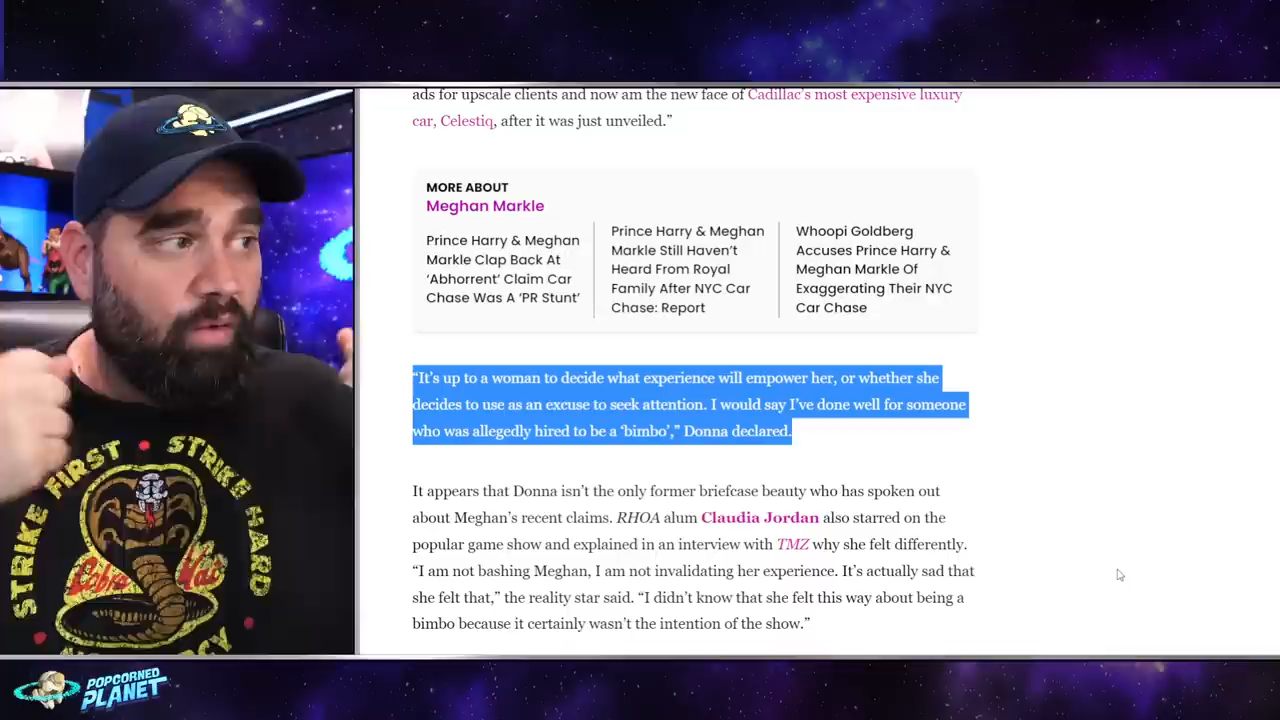 ads for upscale clients and now am the new face of Cadillac's most expensive luxury
car, Celestiq, after it was just unveiled.”
MORE ABOUT
Meghan Markle
Prince Harry & Meghan
Markle Clap Back At
‘Abhorrent’ Claim Car
Chase Was A ‘PR Stunt’
Prince Harry & Meghan
Markle Still Haven’t
Heard From Royal
Family After NYC Car
Chase: Report
Whoopi Goldberg
Accuses Prince Harry &
Meghan Markle Of
Exaggerating Their NYC
Car Chase
“It’s up to a woman to decide what experience will empower her, or whether she
decides to use as an excuse to seek attention. I would say I’ve done well for someone
who was allegedly hired to be a ‘bimbo’,” Donna declared.
It appears that Donna isn’t the only former briefcase beauty who has spoken out
about Meghan’s recent claims. RHOA alum Claudia Jordan also starred on the
popular game show and explained in an interview with TMZ why she felt differently.
“I am not bashing Meghan, I am not invalidating her experience. It’s actually sad that
she felt that,” the reality star said. “I didn’t know that she felt this way about being a
bimbo because it certainly wasn’t the intention of the show.”
STRIKE FIRST • STRIKE HARD
Cobra Kai
POPCORNED
PLANET